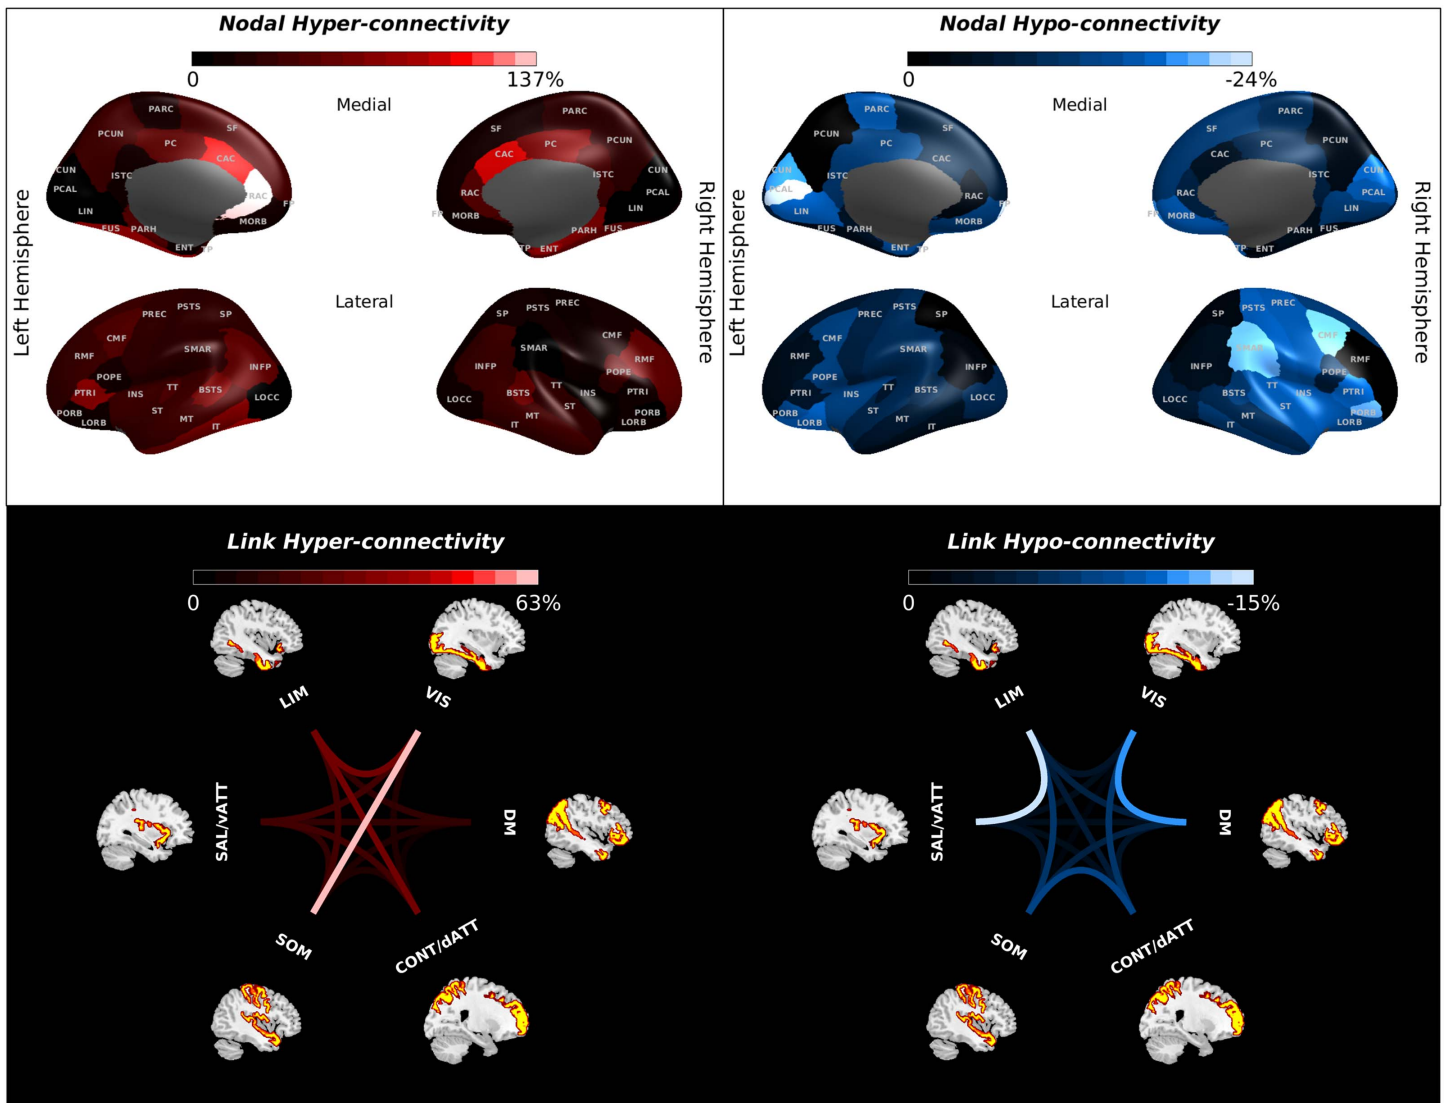 Nodal Hyper-connectivity
0 137%
Medial
Left Hemisphere
PARC
SF
PCUN
PC
CAC
CUN
ISTC
PCAL
RAC
LIN
FP
MORB
FUS
PARH
ENT
TP
PARC
SF
PCUN
PC
CAC
CUN
ISTC
RAC
PCAL
LIN
FP
MORB
PARH
FUS
TP
ENT
Right Hemisphere
Lateral
PSTS
PREC
SP
CMF
SMAR
RMF
INFP
POPE
TT
PTRI
INS
BSTS
LOCC
ST
PORB
MT
LORB
IT
PSTS
PREC
SP
CMF
SMAR
RMF
INFP
POPE
TT
BSTS
INS
PTRI
LOCC
ST
PORB
MT
LORB
IT
Nodal Hypo-connectivity
0 -24%
Medial
Left Hemisphere
PARC
SF
PCUN
PC
CAC
CUN
ISTC
PCAL
RAC
LIN
FP
MORB
FUS
PARH
ENT
TP
PARC
SF
PCUN
PC
CAC
CUN
ISTC
RAC
PCAL
LIN
FP
MORB
PARH
FUS
TP
ENT
Right Hemisphere
Lateral
PSTS
PREC
SP
CMF
SMAR
RMF
INFP
POPE
TT
PTRI
INS
BSTS
LOCC
ST
PORB
MT
LORB
IT
PSTS
PREC
SP
CMF
SMAR
RMF
INFP
POPE
TT
BSTS
INS
PTRI
LOCC
ST
PORB
MT
LORB
IT
Link Hyper-connectivity
0 63%
LIM
VIS
SAL/vATT
DM
SOM
CONT/dATT
Link Hypo-connectivity
0 -15%
LIM
VIS
SAL/vATT
DM
SOM
CONT/dATT